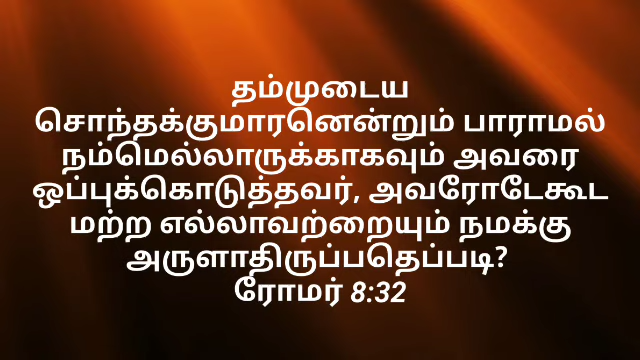 தம்முடைய
சொந்தக்குமாரனென்றும் பாராமல்
நம்மெல்லாருக்காகவும் அவரை
ஒப்புக்கொடுத்தவர், அவரோடேகூட
மற்ற எல்லாவற்றையும் நமக்கு
அருளாதிருப்பதெப்படி?
ரோமர் 8:32